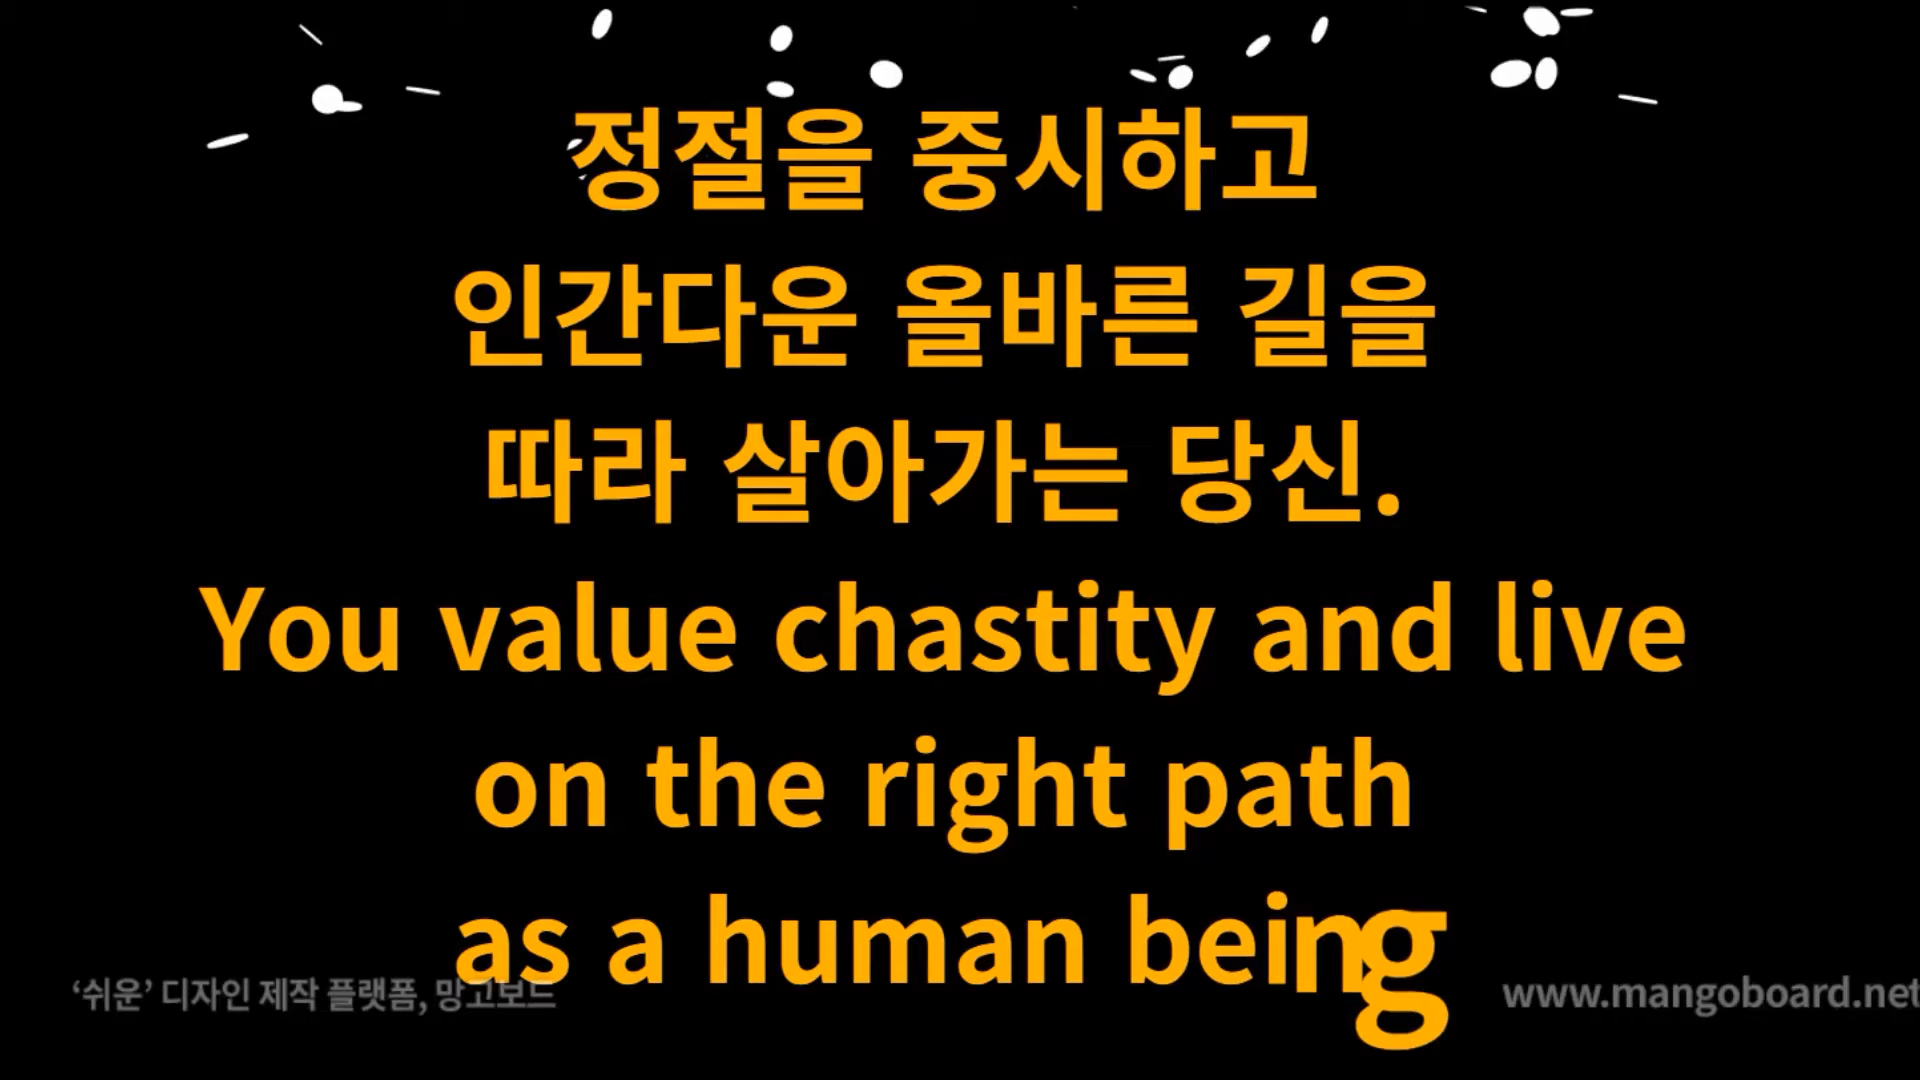 정절을 중시하고
인간다운 올바른 길을
따라 살아가는 당신.
You value chastity and live
on the right path
as a human being
‘쉬운’ 디자인 제작 플랫폼, 망고보드
www.mangoboard.net